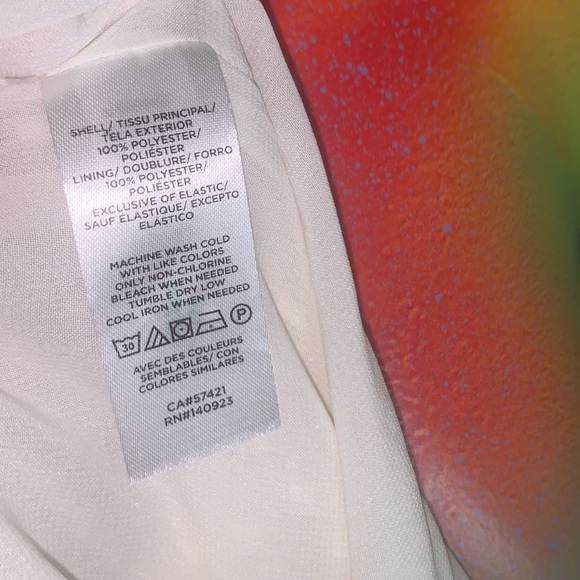 SHELL/ TISSU PRINCIPAL/
TELA EXTERIOR
100% POLYESTER/
POLIÉSTER
LINING/ DOUBLURE/ FORRO
100% POLYESTER/
POLIÉSTER
EXCLUSIVE OF ELASTIC/
SAUF ÉLASTIQUE/ EXCEPTO
ELÁSTICO
MACHINE WASH COLD
WITH LIKE COLORS
ONLY NON-CHLORINE
BLEACH WHEN NEEDED
TUMBLE DRY LOW
COOL IRON WHEN NEEDED
30 P
AVEC DES COULEURS
SEMBLABLES/ CON
COLORES SIMILARES
CA#57421
RN#140923